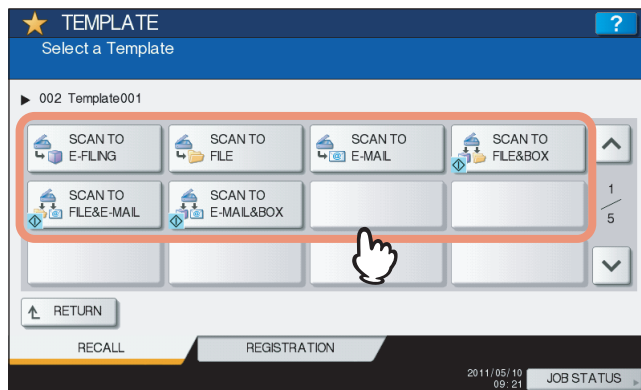 TEMPLATE
?
Select a Template
002 Template001
SCAN TO
E-FILING
SCAN TO
FILE
SCAN TO
E-MAIL
SCAN TO
FILE&BOX
SCAN TO
FILE&E-MAIL
SCAN TO
E-MAIL&BOX
1
5
RETURN
RECALL
REGISTRATION
2011/05/10
09:21
JOB STATUS